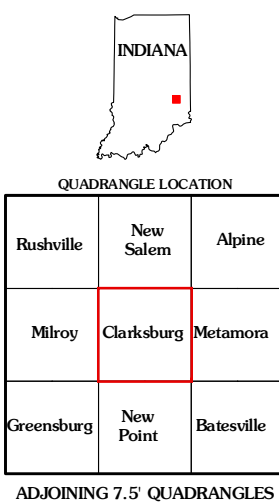 INDIANA
QUADRANGLE LOCATION
Rushville
New
Salem
Alpine
Milroy
Clarksburg
Metamora
Greensburg
New
Point
Batesville
ADJOINING 7.5' QUADRANGLES